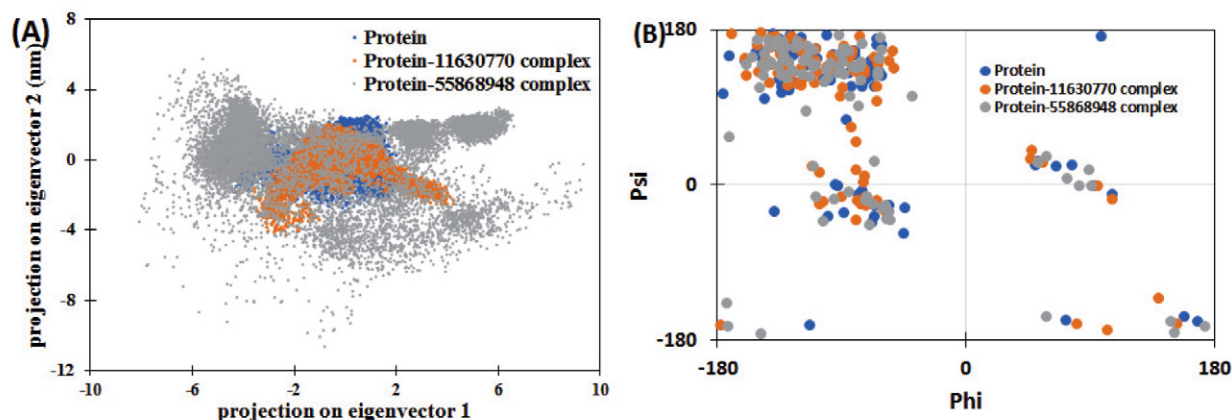 (A)
8
4
0
-4
-8
-12
-10
-6
-2
2
6
10
projection on eigenvector 2 (nm)
projection on eigenvector 1
Protein
Protein-11630770 complex
Protein-55868948 complex
(B)
180
0
-180
-180
0
180
Psi
Phi
Protein
Protein-11630770 complex
Protein-55868948 complex